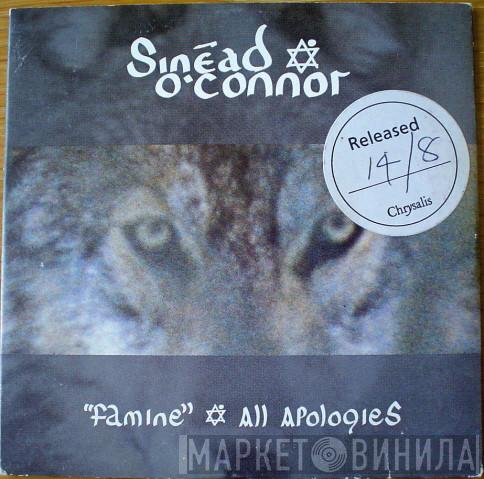 Sinéad
O'Connor
Released
14/8
Chrysalis
"famine" All Apologies
МАРКЕТ ВИНИЛА